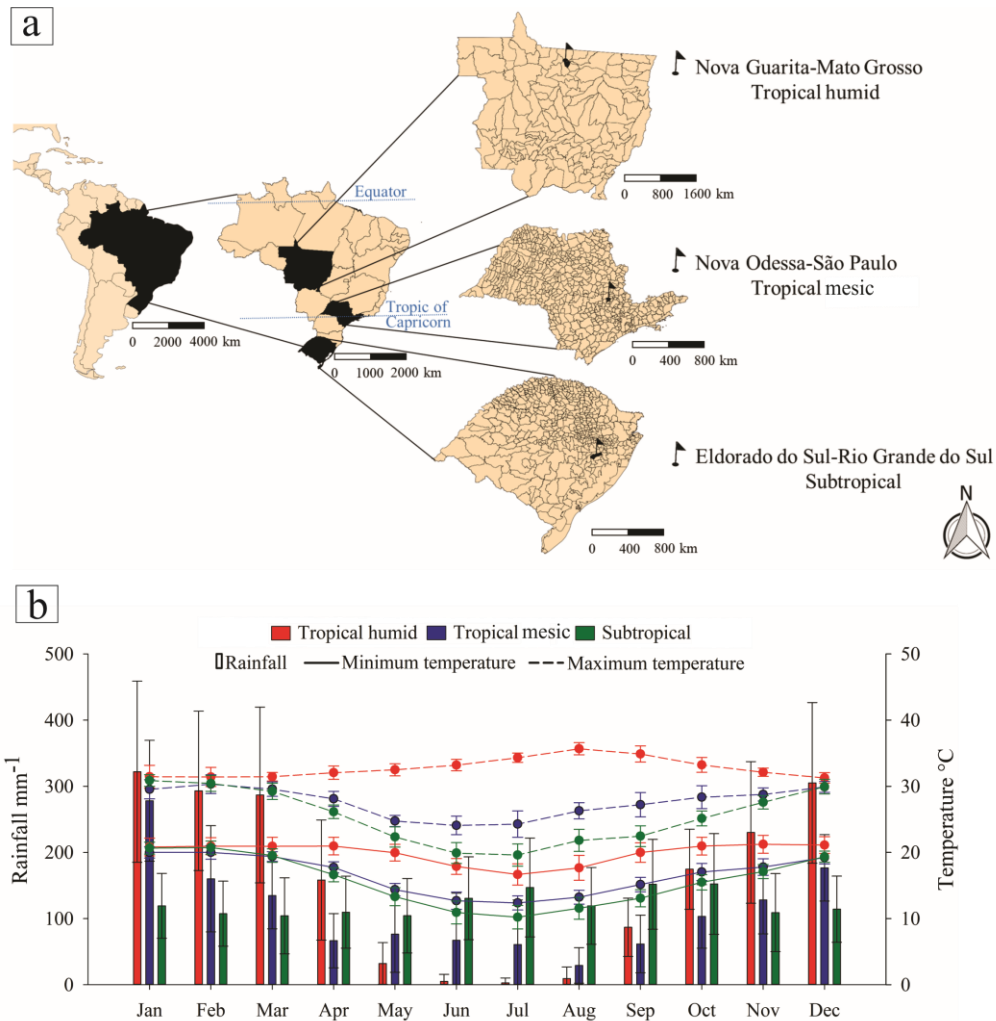 a
Nova Guarita-Mato Grosso
Tropical humid
0 800 1600 km
Equator
Nova Odessa-São Paulo
Tropical mesic
Tropic of
Capricorn
0 2000 4000 km
0 400 800 km
0 1000 2000 km
Eldorado do Sul-Rio Grande do Sul
Subtropical
N
0 400 800 km
b
Tropical humid Tropical mesic Subtropical
Rainfall Minimum temperature Maximum temperature
500 50
400 40
300 30
200 20
100 10
0 0
Rainfall mm-1
Temperature °C
Jan Feb Mar Apr May Jun Jul Aug Sep Oct Nov Dec